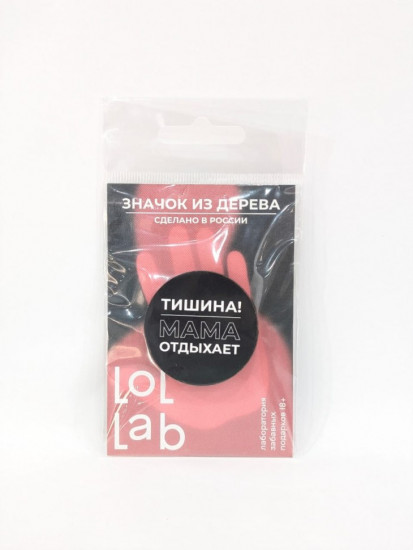 ЗНАЧОК ИЗ ДЕРЕВА
СДЕЛАНО В РОССИИ
ТИШИНА!
МАМА
ОТДЫХАЕТ
LOL
Lab
лаборатория
забавных
подарков 18+